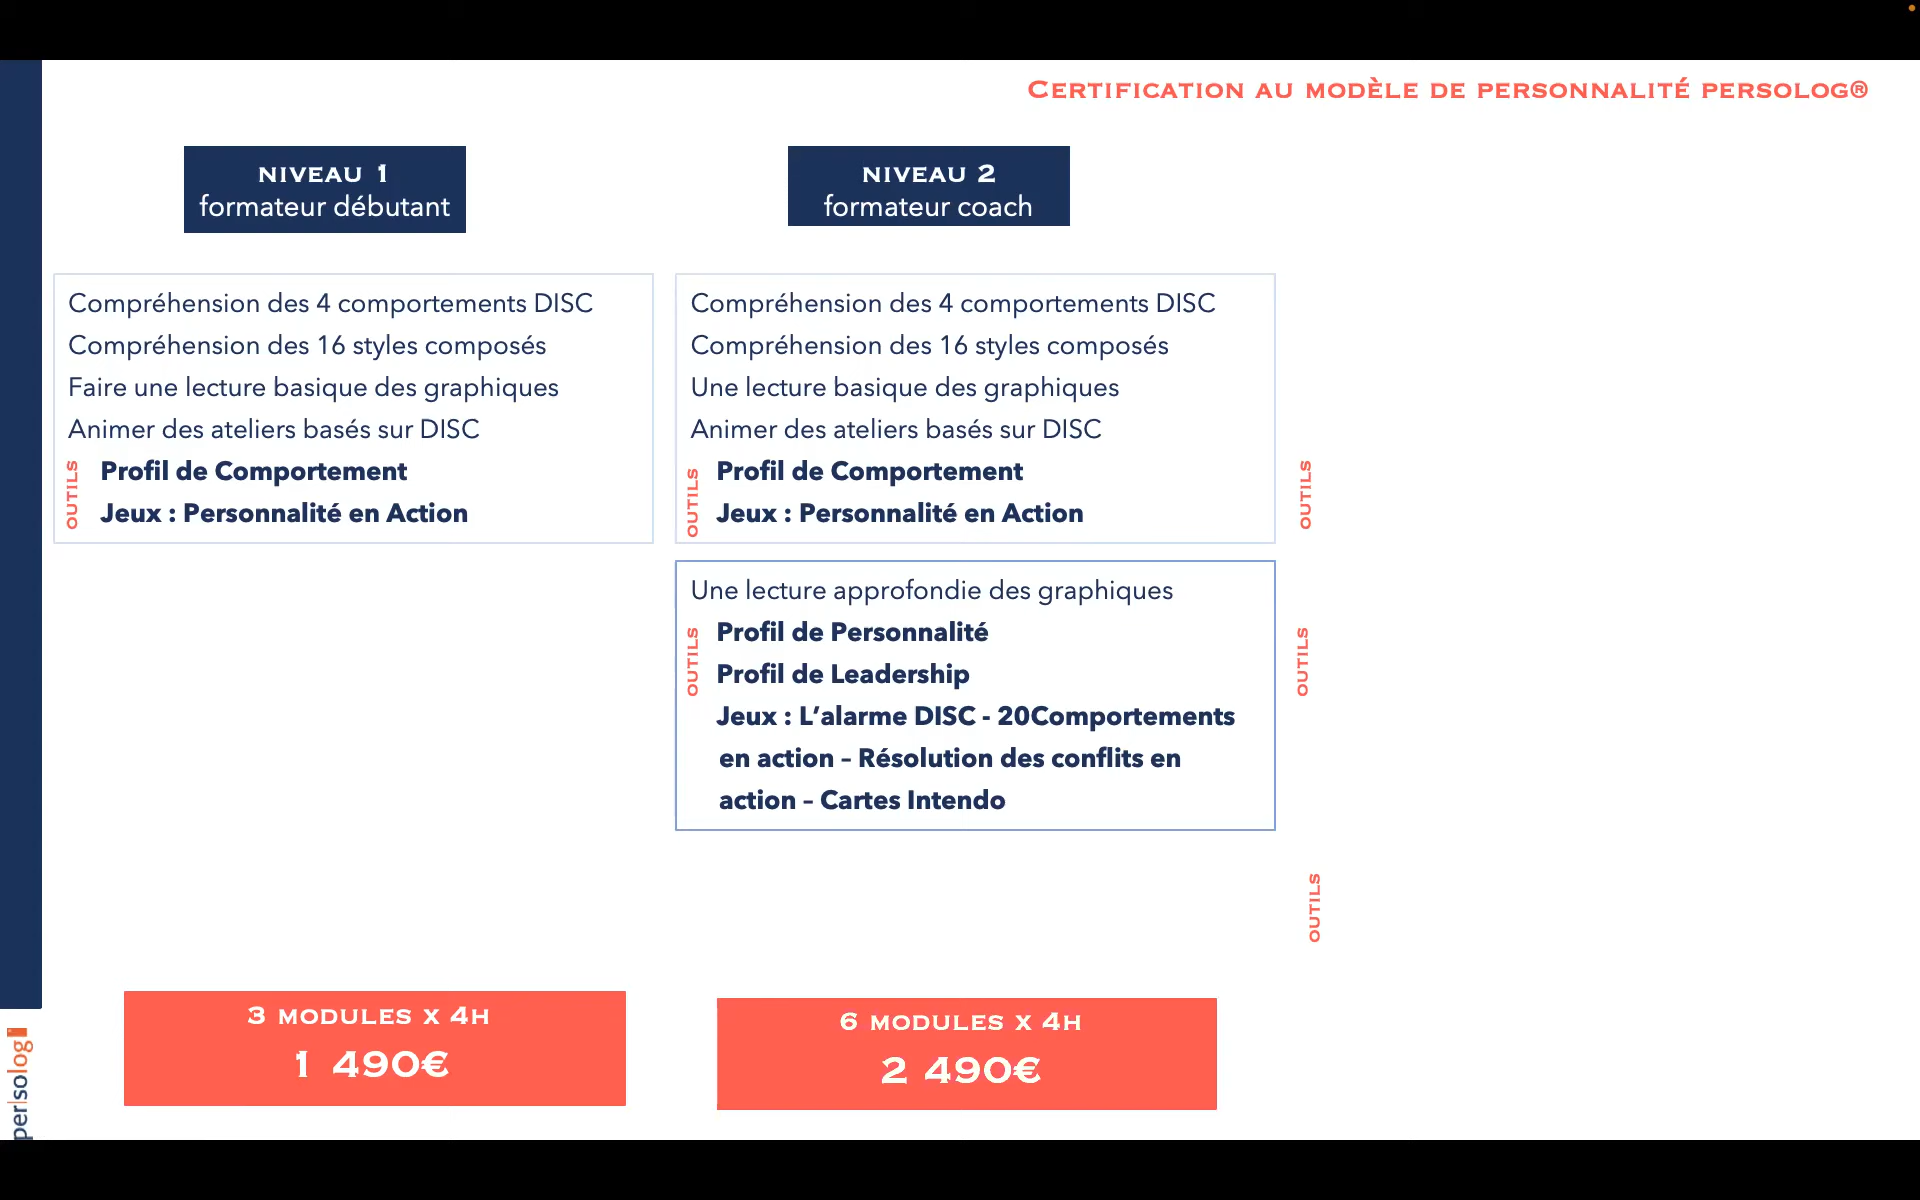 Certification au modèle de personnalité persolog®
NIVEAU 1
formateur débutant
Compréhension des 4 comportements DISC
Compréhension des 16 styles composés
Faire une lecture basique des graphiques
Animer des ateliers basés sur DISC
OUTILS
Profil de Comportement
Jeux : Personnalité en Action
3 MODULES X 4H
1 490€
NIVEAU 2
formateur coach
Compréhension des 4 comportements DISC
Compréhension des 16 styles composés
Une lecture basique des graphiques
Animer des ateliers basés sur DISC
OUTILS
Profil de Comportement
Jeux : Personnalité en Action
Une lecture approfondie des graphiques
OUTILS
Profil de Personnalité
Profil de Leadership
Jeux : L’alarme DISC - 20Comportements
en action – Résolution des conflits en
action – Cartes Intendo
6 MODULES X 4H
2 490€
OUTILS
OUTILS
OUTILS
persolog